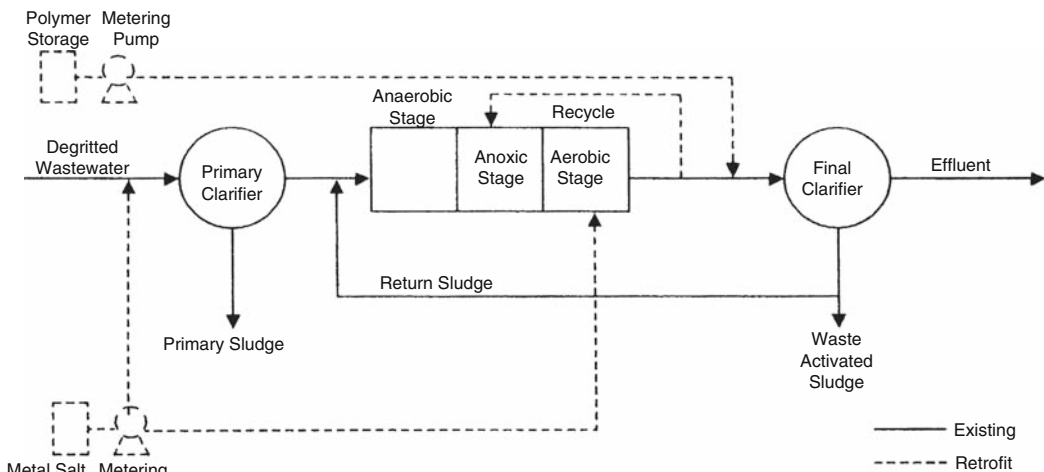 Polymer
Storage
Metering
Pump
Anaerobic
Stage
Recycle
Degritted
Wastewater
Primary
Clarifier
Anoxic
Stage
Aerobic
Stage
Final
Clarifier
Effluent
Return Sludge
Primary Sludge
Waste
Activated
Sludge
Metal Salt
Metering
Existing
Retrofit